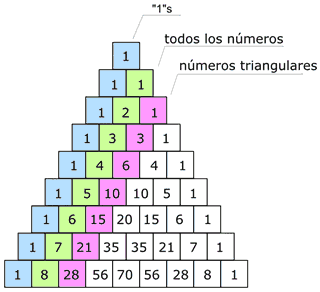 "1"s
todos los números
números triangulares
1
1 1
1 2 1
1 3 3 1
1 4 6 4 1
1 5 10 10 5 1
1 6 15 20 15 6 1
1 7 21 35 35 21 7 1
1 8 28 56 70 56 28 8 1